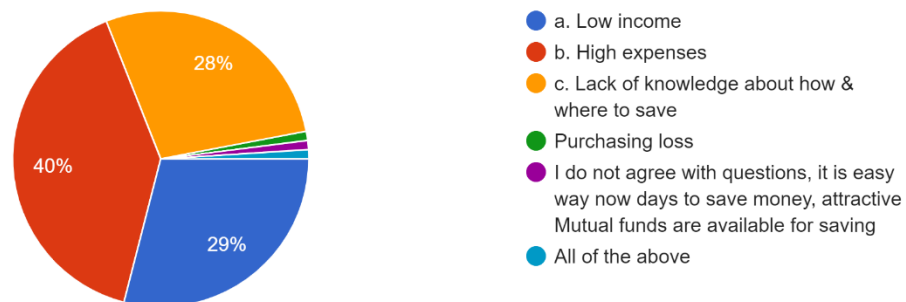 28%
40%
29%
a. Low income
b. High expenses
c. Lack of knowledge about how &
where to save
Purchasing loss
I do not agree with questions, it is easy
way now days to save money, attractive
Mutual funds are available for saving
All of the above